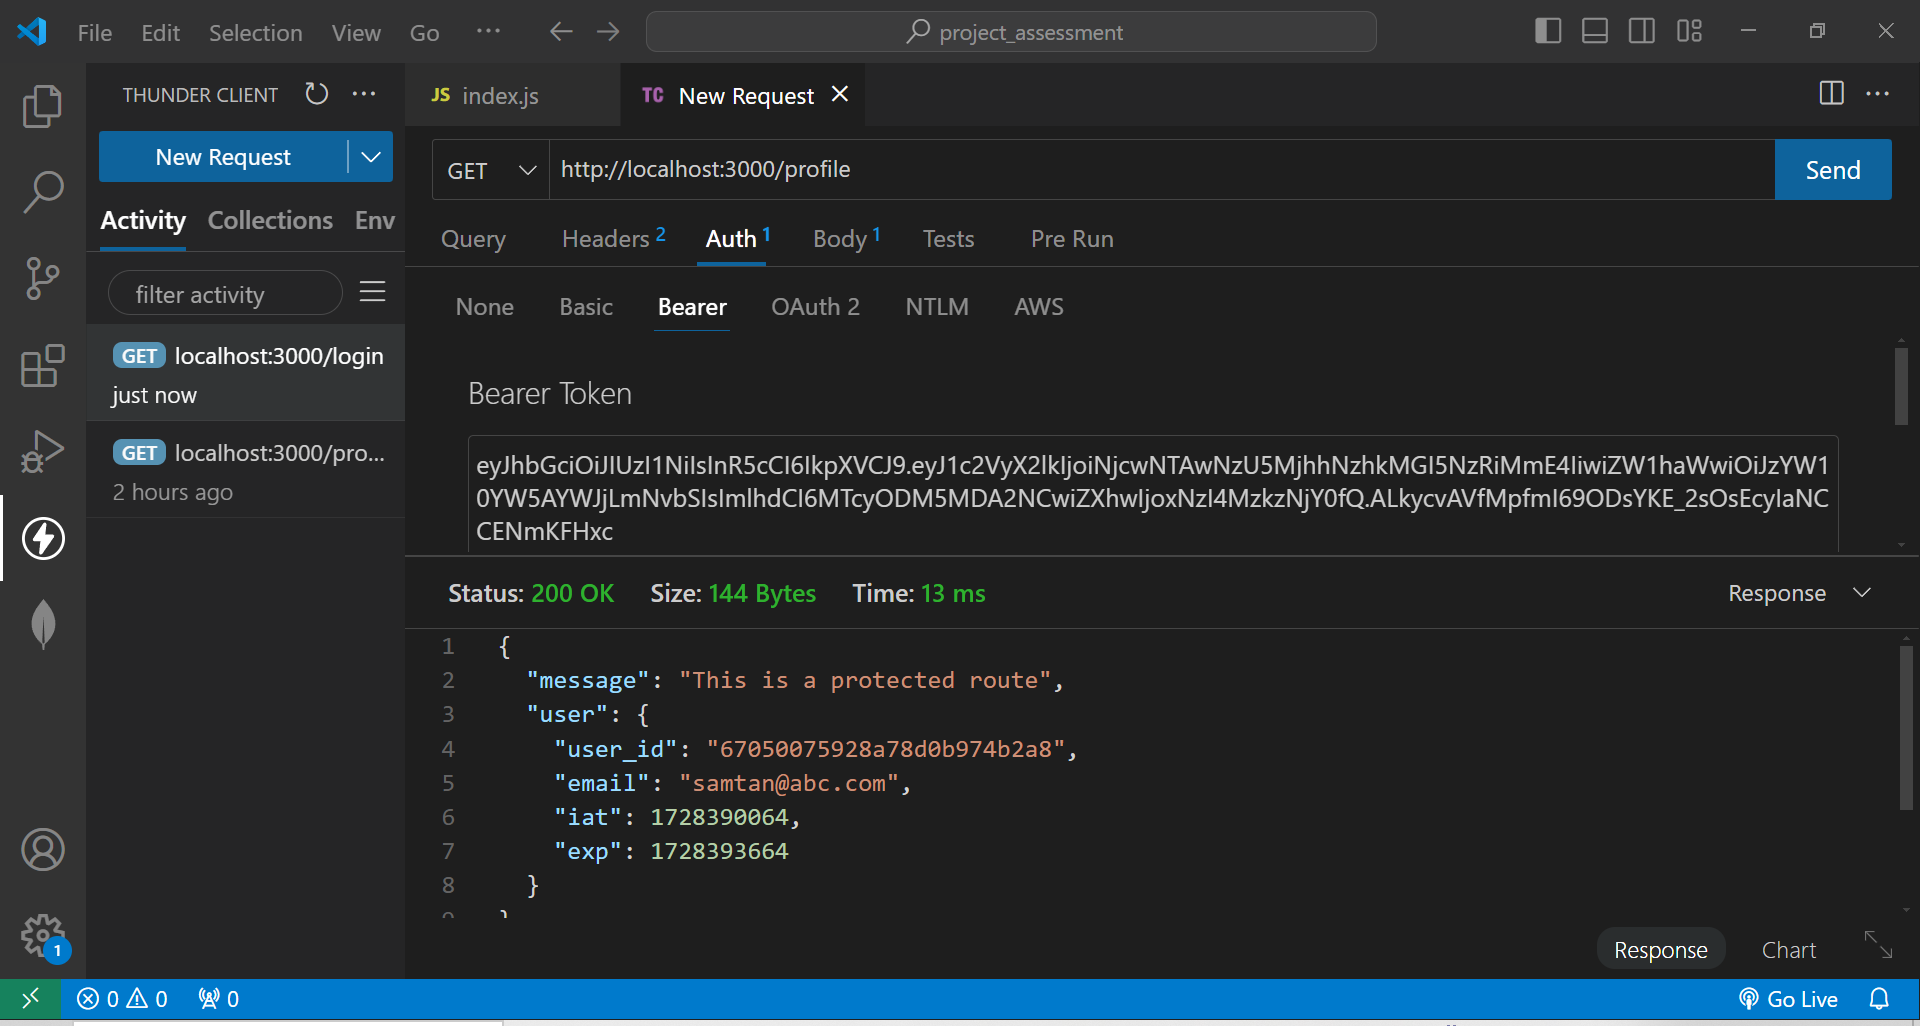 File Edit Selection View Go ··· project_assessment
THUNDER CLIENT ···
New Request
Activity Collections Env
filter activity
GET localhost:3000/login
just now
GET localhost:3000/pro...
2 hours ago
JS index.js TC New Request
GET http://localhost:3000/profile Send
Query Headers 2 Auth 1 Body 1 Tests Pre Run
None Basic Bearer OAuth 2 NTLM AWS
Bearer Token
eyJhbGciOiJIUzI1NiIsInR5cCI6IkpXVCJ9.eyJ1c2VyX2lkIjoiNjcwNTAwNzU5MjhhNzhkMGI5NzRiMmE4IiwiZW1haWwiOiJzYW1
0YW5AYWJjLmNvbSIsImlhdCI6MTcyODM5MDA2NCwiZXhwIjoxNzI4MzkzNjY0fQ.ALkycvAVfMpfmI69ODsYKE_2sOsEcyIaNC
CENmKFHxc
Status: 200 OK Size: 144 Bytes Time: 13 ms Response
1 {
2 "message": "This is a protected route",
3 "user": {
4 "user_id": "67050075928a78d0b974b2a8",
5 "email": "samtan@abc.com",
6 "iat": 1728390064,
7 "exp": 1728393664
8 }
9 }
Response Chart
1
0 0 0 Go Live